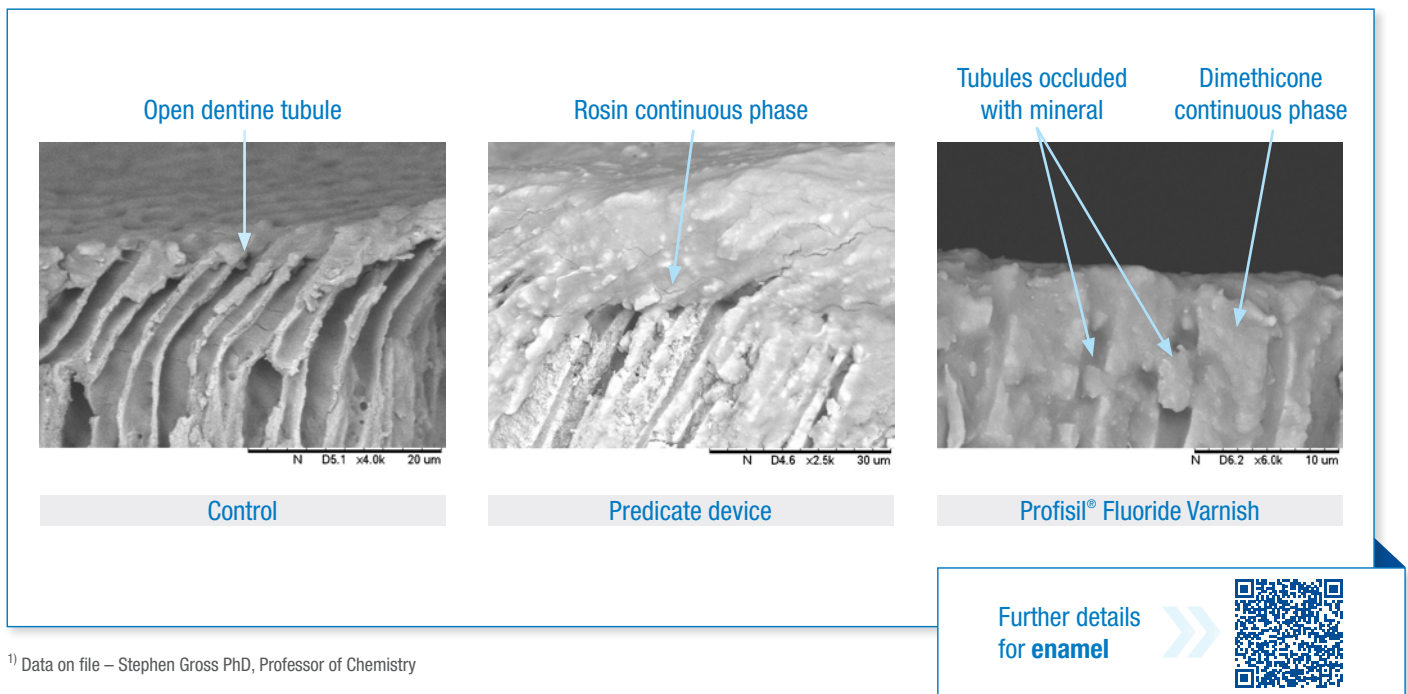 Open dentine tubule
Rosin continuous phase
Tubules occluded
with mineral
Dimethicone
continuous phase
N D5.1 x4.0k 20 um
N D4.6 x2.5k 30 um
N D6.2 x6.0k 10 um
Control
Predicate device
Profisil® Fluoride Varnish
Further details
for enamel
1) Data on file – Stephen Gross PhD, Professor of Chemistry